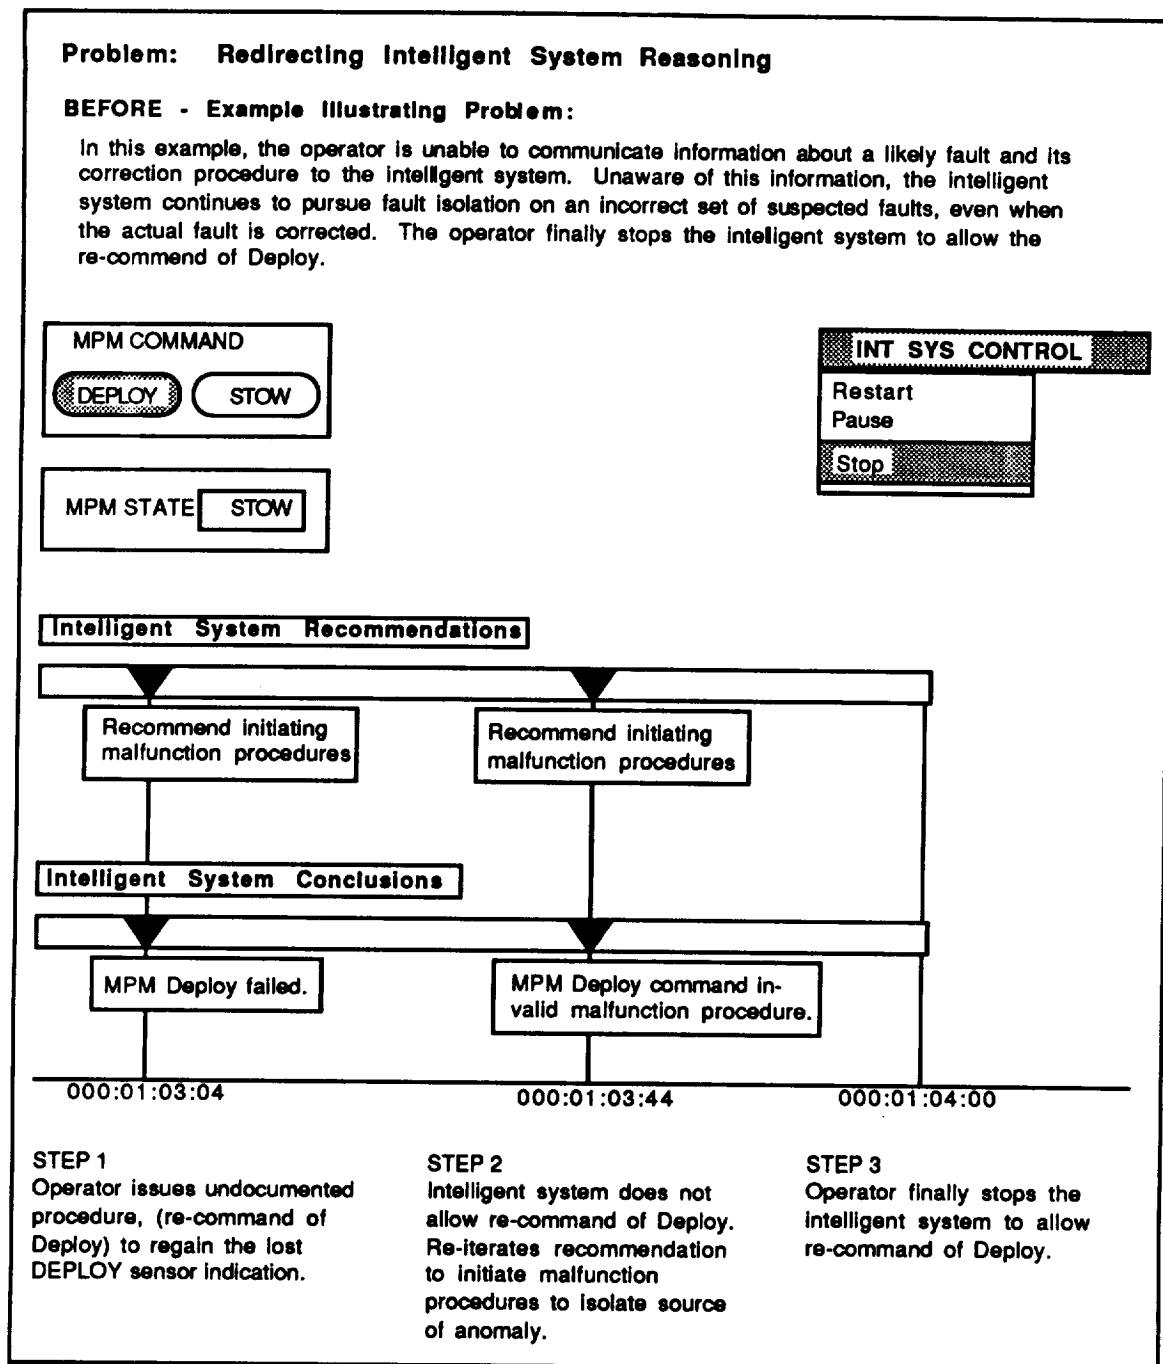 Problem: Redirecting Intelligent System Reasoning
BEFORE - Example Illustrating Problem:
In this example, the operator is unable to communicate information about a likely fault and its
correction procedure to the intelligent system. Unaware of this information, the intelligent
system continues to pursue fault isolation on an incorrect set of suspected faults, even when
the actual fault is corrected. The operator finally stops the intelligent system to allow the
re-commend of Deploy.
MPM COMMAND
DEPLOY STOW
MPM STATE STOW
INT SYS CONTROL
Restart
Pause
Stop
Intelligent System Recommendations
Recommend initiating
malfunction procedures
Recommend initiating
malfunction procedures
Intelligent System Conclusions
MPM Deploy failed.
MPM Deploy command in-
valid malfunction procedure.
000:01:03:04
000:01:03:44
000:01:04:00
STEP 1
Operator issues undocumented
procedure, (re-command of
Deploy) to regain the lost
DEPLOY sensor indication.
STEP 2
Intelligent system does not
allow re-command of Deploy.
Re-iterates recommendation
to initiate malfunction
procedures to isolate source
of anomaly.
STEP 3
Operator finally stops the
intelligent system to allow
re-command of Deploy.